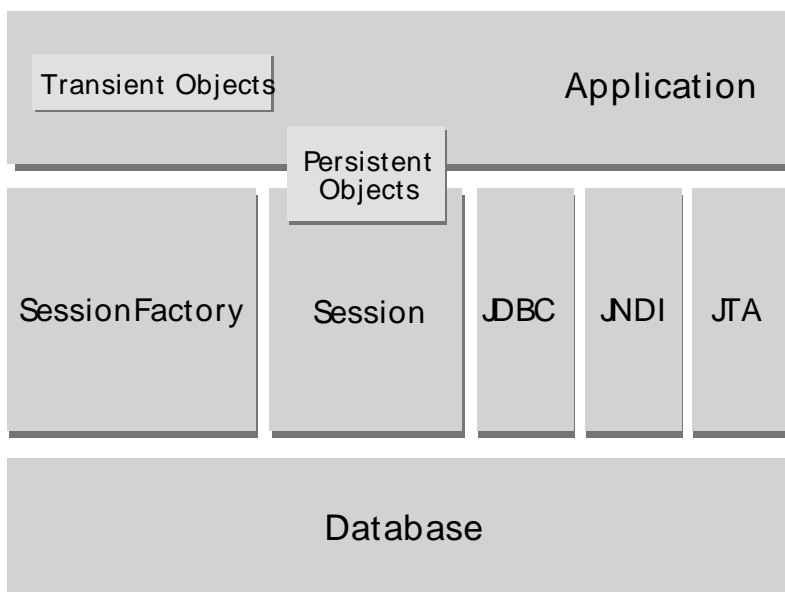 Transient Objects
Application
Persistent
Objects
SessionFactory
Session
JDBC
JNDI
JTA
Database